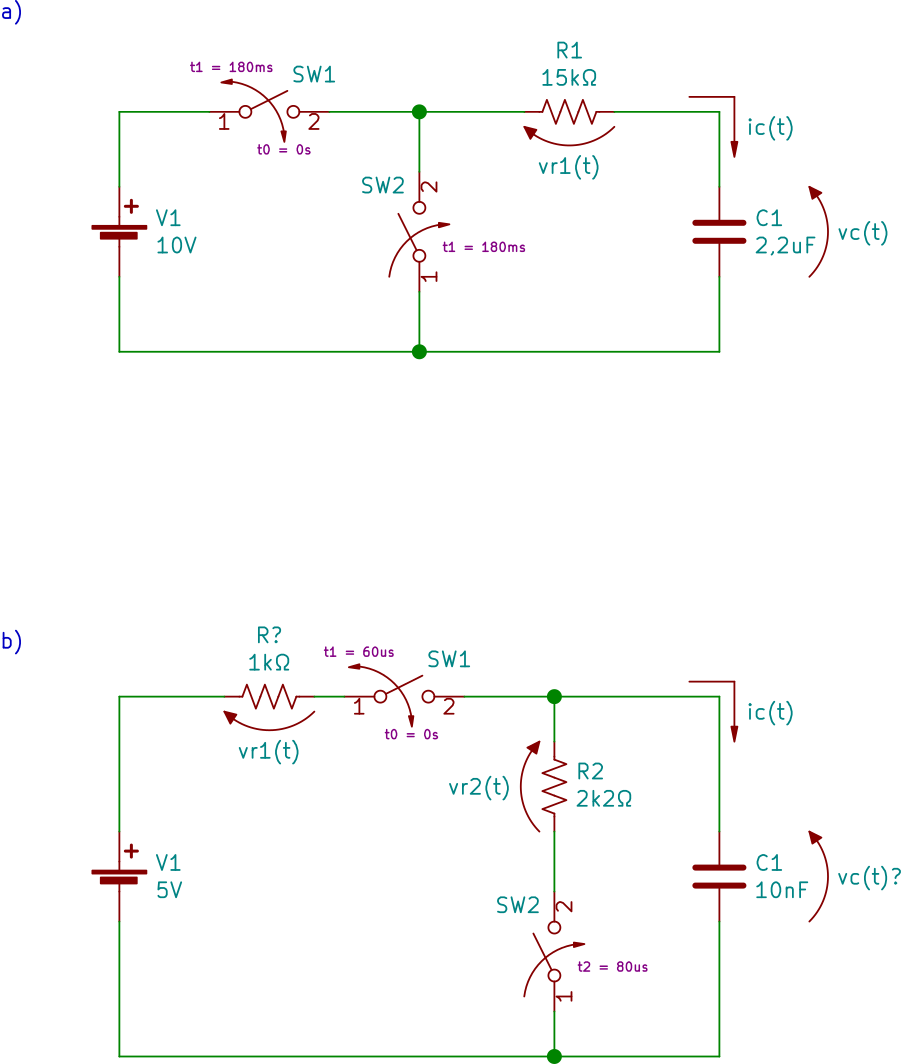 a)
t1 = 180ms
SW1
t0 = 0s
1
2
R1
15kΩ
vr1(t)
ic(t)
SW2
2
t1 = 180ms
1
+
V1
10V
C1
2,2uF
vc(t)
b)
R?
1kΩ
vr1(t)
t1 = 60us
SW1
t0 = 0s
1
2
ic(t)
vr2(t)
R2
2k2Ω
+
V1
5V
C1
10nF
vc(t)?
SW2
2
t2 = 80us
1